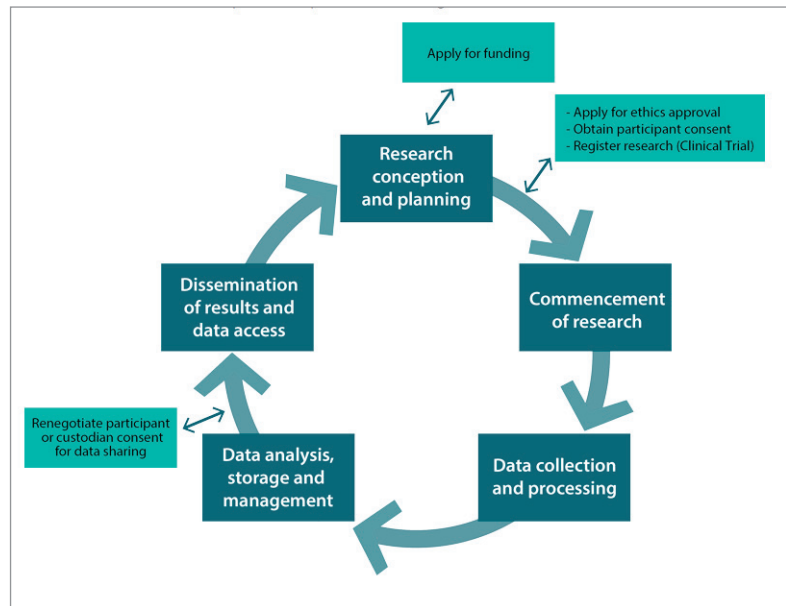 Apply for funding
- Apply for ethics approval
- Obtain participant consent
- Register research (Clinical Trial)
Research
conception
and planning
Dissemination
of results and
data access
Commencement
of research
Renegotiate participant
or custodian consent
for data sharing
Data analysis,
storage and
management
Data collection
and processing